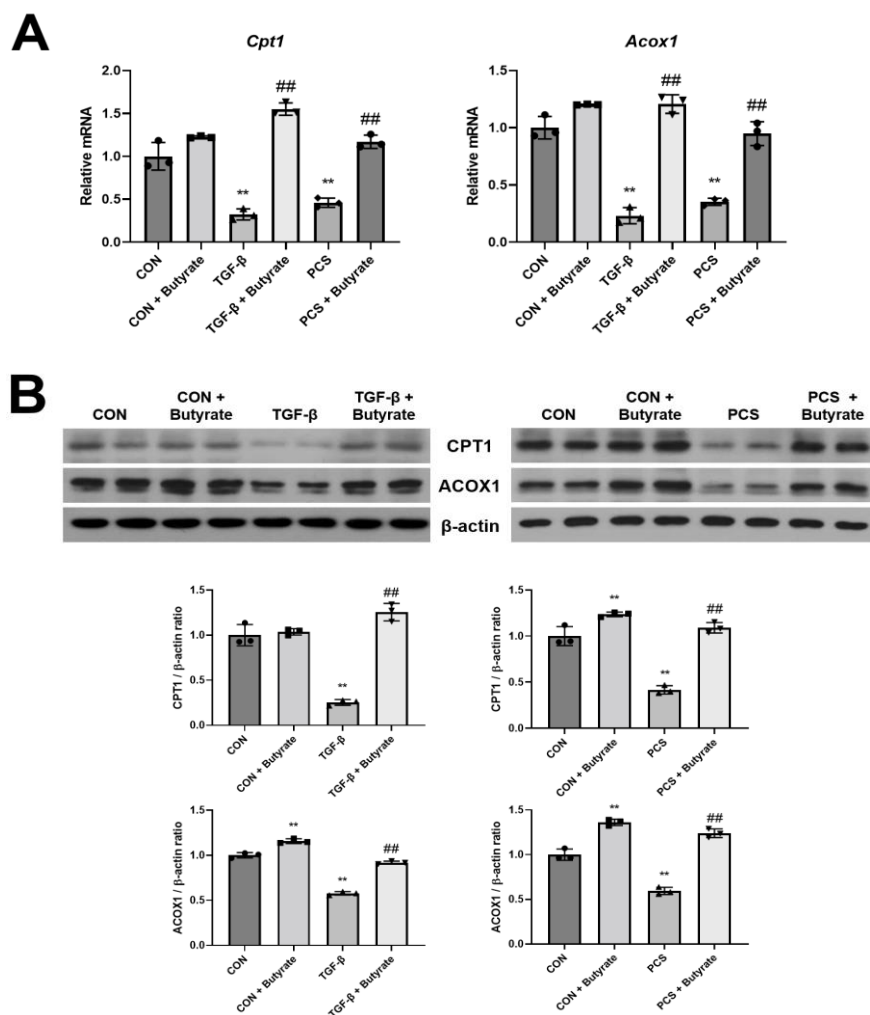 A
Cpt1
Relative mRNA
2.0
1.5
1.0
0.5
0.0
##
##
**
**
CON
CON + Butyrate
TGF-β
TGF-β + Butyrate
PCS
PCS + Butyrate
Acox1
Relative mRNA
1.5
1.0
0.5
0.0
##
##
**
**
CON
CON + Butyrate
TGF-β
TGF-β + Butyrate
PCS
PCS + Butyrate
B
CON
CON +
Butyrate
TGF-β
TGF-β +
Butyrate
CON
CON +
Butyrate
PCS
PCS +
Butyrate
CPT1
ACOX1
β-actin
CPT1 / β-actin ratio
1.5
1.0
0.5
0.0
**
##
CON
CON + Butyrate
TGF-β
TGF-β + Butyrate
CPT1 / β-actin ratio
1.5
1.0
0.5
0.0
**
**
##
CON
CON + Butyrate
PCS
PCS + Butyrate
ACOX1 / β-actin ratio
1.5
1.0
0.5
0.0
**
**
##
CON
CON + Butyrate
TGF-β
TGF-β + Butyrate
ACOX1 / β-actin ratio
1.5
1.0
0.5
0.0
**
**
##
CON
CON + Butyrate
PCS
PCS + Butyrate